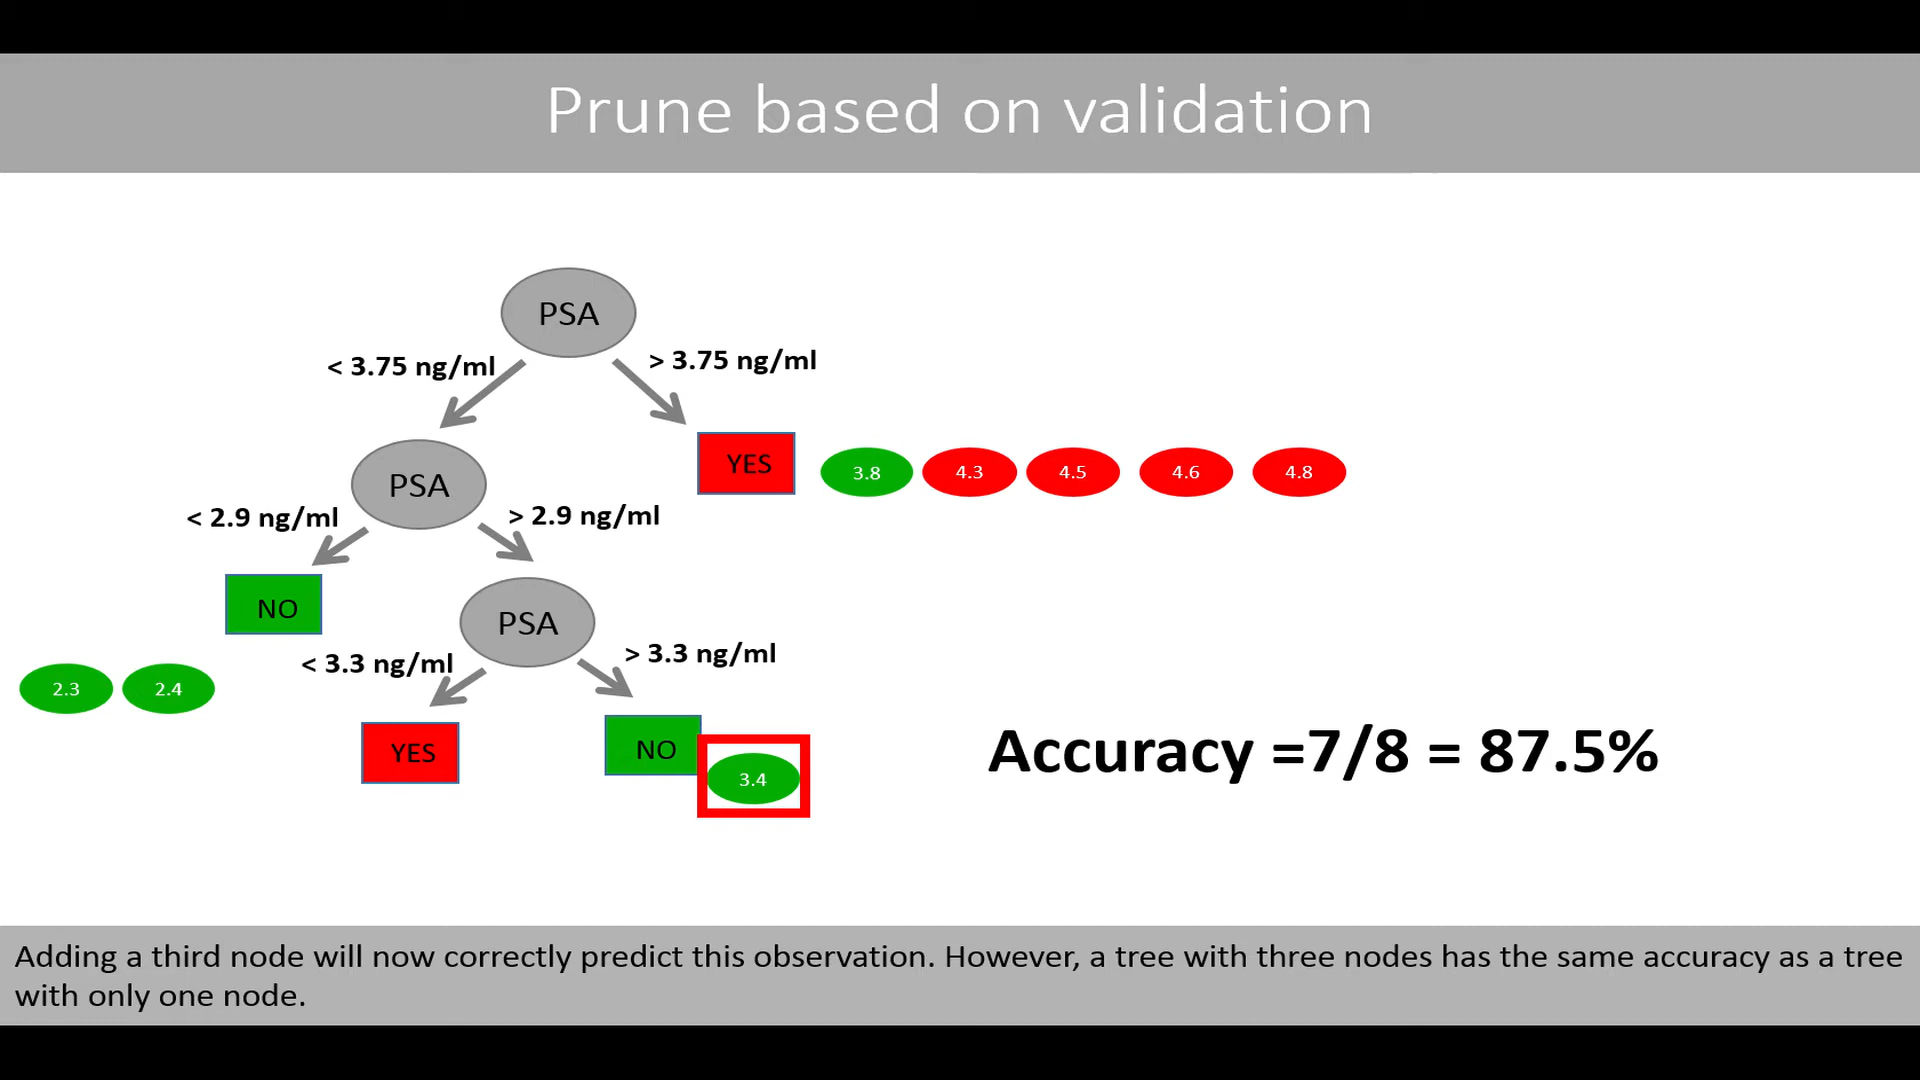 Prune based on validation
PSA
< 3.75 ng/ml
> 3.75 ng/ml
YES
3.8
4.3
4.5
4.6
4.8
PSA
< 2.9 ng/ml
> 2.9 ng/ml
NO
PSA
< 3.3 ng/ml
> 3.3 ng/ml
2.3
2.4
YES
NO
3.4
Accuracy =7/8 = 87.5%
Adding a third node will now correctly predict this observation. However, a tree with three nodes has the same accuracy as a tree
with only one node.